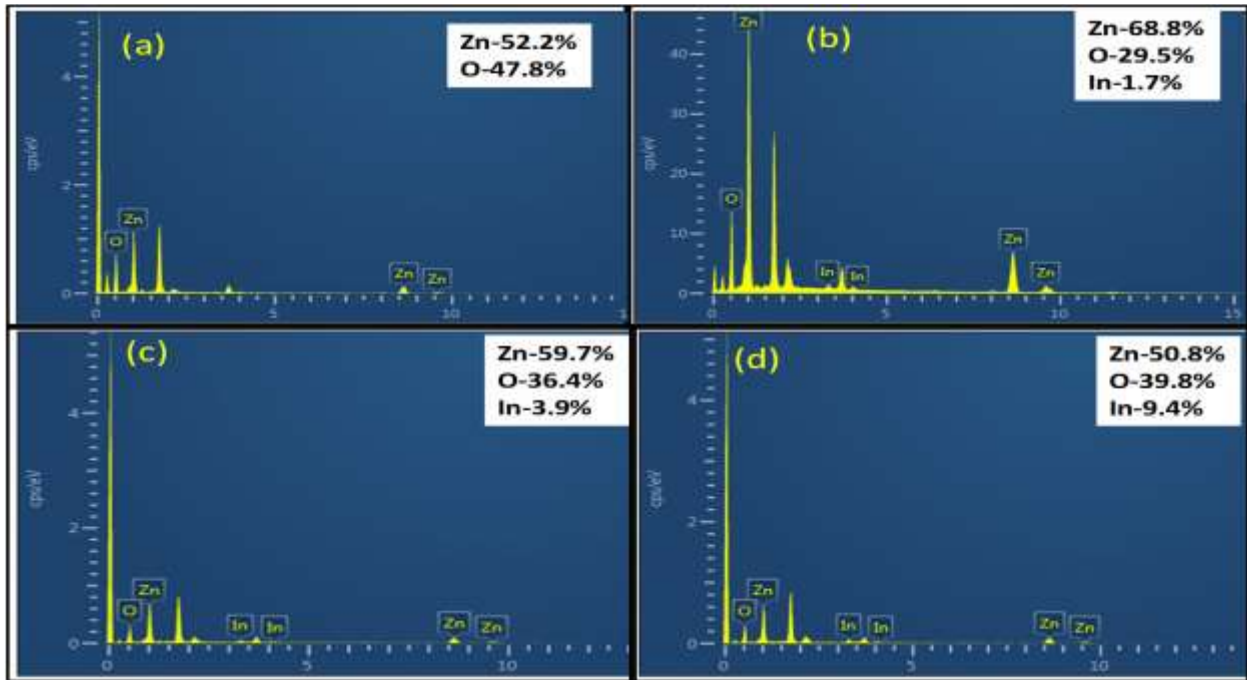 (a)
Zn-52.2%
O-47.8%
cps/eV
4
2
0
O
Zn
Zn
Zn
0
5
10
(b)
Zn-68.8%
O-29.5%
In-1.7%
cps/eV
40
30
20
10
0
Zn
O
In
In
Zn
Zn
0
5
10
15
(c)
Zn-59.7%
O-36.4%
In-3.9%
cps/eV
4
2
0
O
Zn
In
In
Zn
Zn
0
5
10
(d)
Zn-50.8%
O-39.8%
In-9.4%
cps/eV
4
2
0
O
Zn
In
In
Zn
Zn
0
5
10